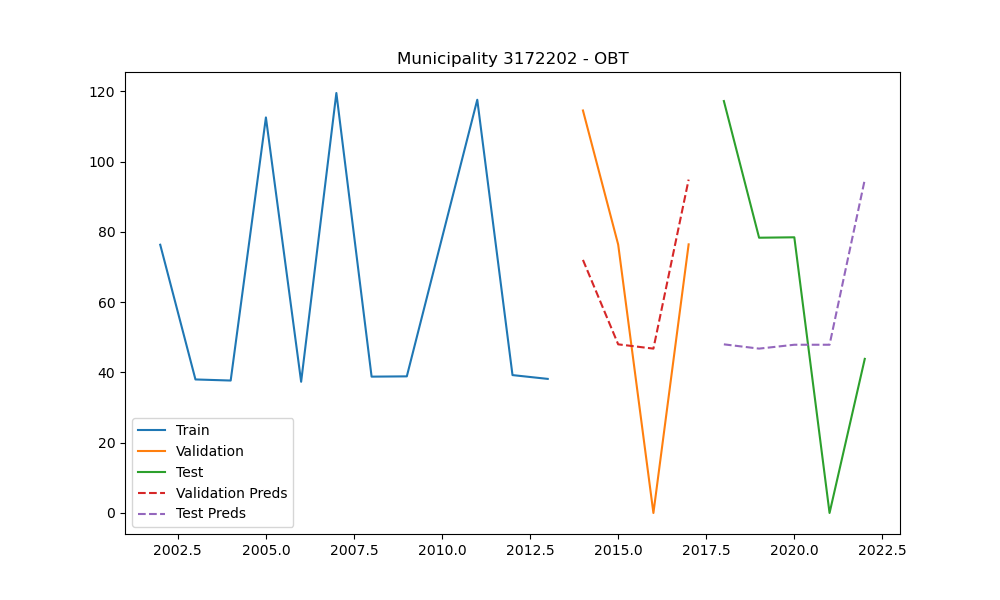 Municipality 3172202 - OBT
120
100
80
60
40
20
0
Train
Validation
Test
Validation Preds
Test Preds
2002.5 2005.0 2007.5 2010.0 2012.5 2015.0 2017.5 2020.0 2022.5